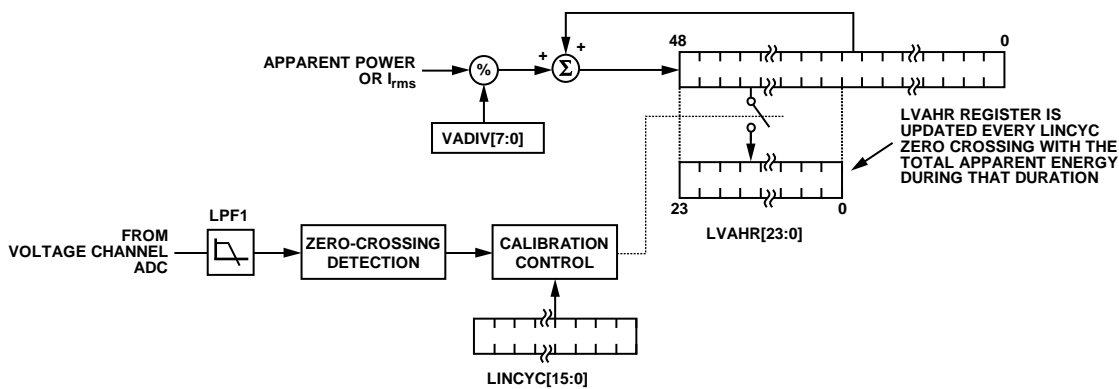 48
0
+
+
APPARENT POWER
OR Irms
%
Σ
VADIV[7:0]
LVAHR REGISTER IS
UPDATED EVERY LINCYC
ZERO CROSSING WITH THE
TOTAL APPARENT ENERGY
DURING THAT DURATION
23
0
LVAHR[23:0]
LPF1
FROM
VOLTAGE CHANNEL
ADC
ZERO-CROSSING
DETECTION
CALIBRATION
CONTROL
LINCYC[15:0]